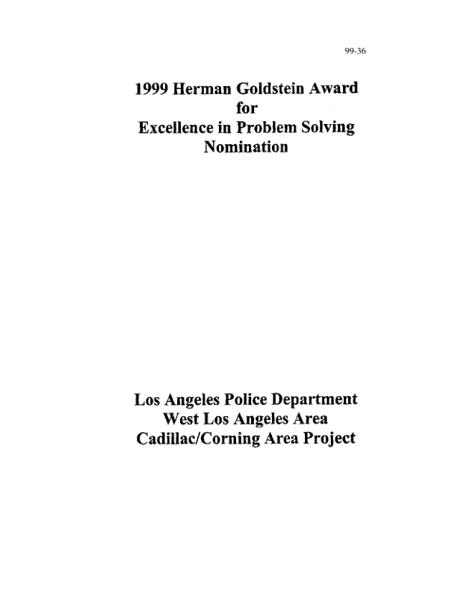 99-36
1999 Herman Goldstein Award
for
Excellence in Problem Solving
Nomination
Los Angeles Police Department
West Los Angeles Area
Cadillac/Corning Area Project